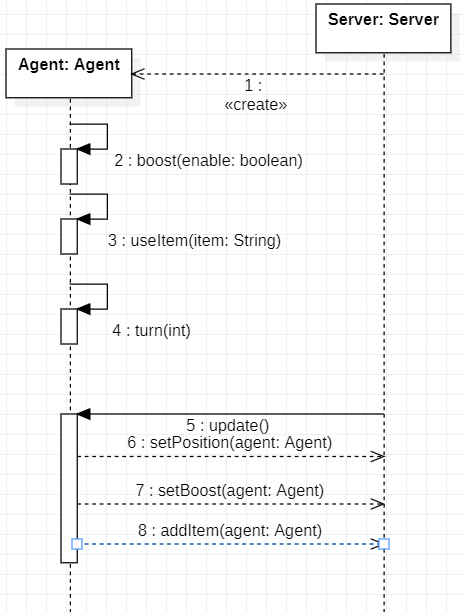 Server: Server
Agent: Agent
1 :
«create»
2 : boost(enable: boolean)
3 : useItem(item: String)
4 : turn(int)
5 : update()
6 : setPosition(agent: Agent)
7 : setBoost(agent: Agent)
8 : addItem(agent: Agent)